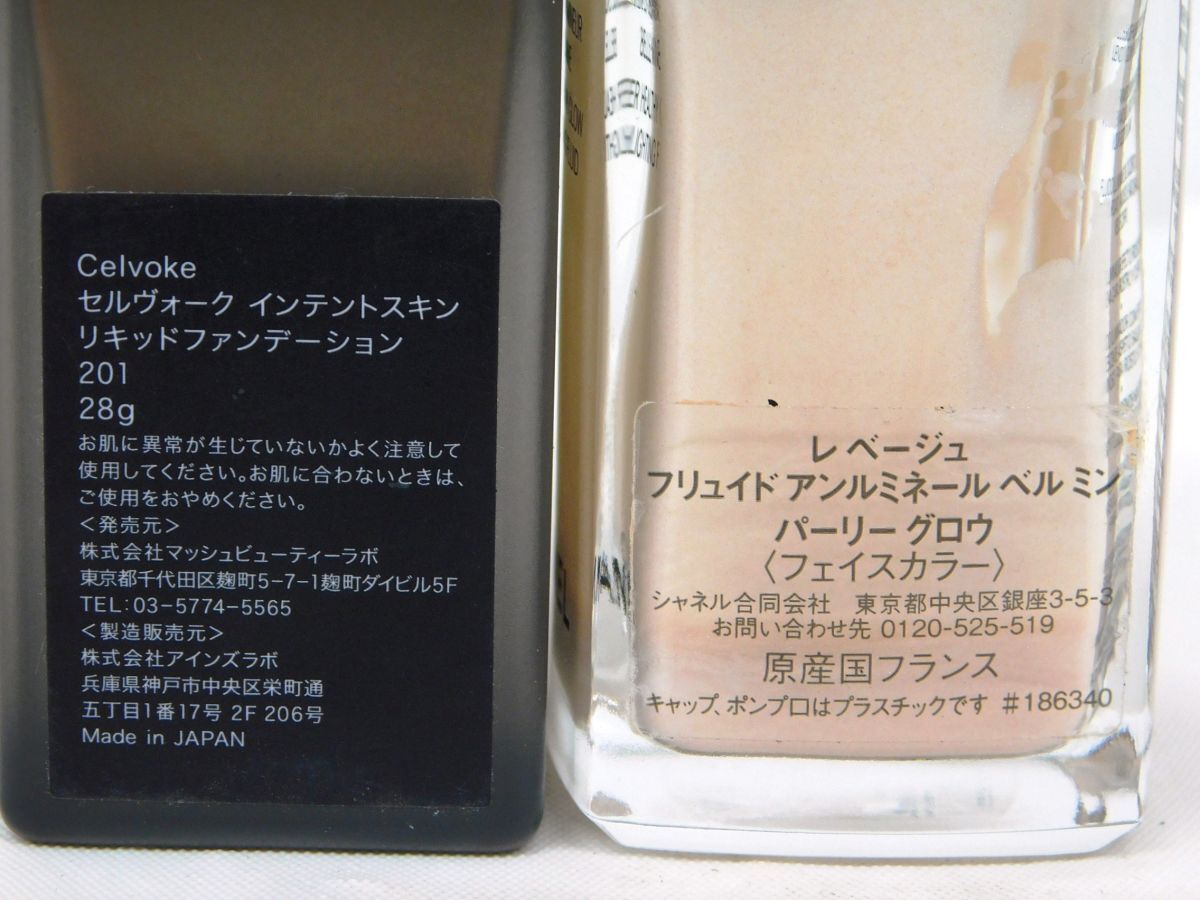 Celvoke
セルヴォーク インテントスキン
リキッドファンデーション
201
28g
お肌に異常が生じていないかよく注意して
使用してください。お肌に合わないときは、
ご使用をおやめください。
＜発売元＞
株式会社マッシュビューティーラボ
東京都千代田区麹町5-7-1麹町ダイビル5F
TEL:03-5774-5565
＜製造販売元＞
株式会社アインズラボ
兵庫県神戸市中央区栄町通
五丁目1番17号 2F 206号
Made in JAPAN
レ ベージュ
フリュイド アンルミネール ベル ミン
パーリー グロウ
〈フェイスカラー〉
シャネル合同会社　東京都中央区銀座3-5-3
お問い合わせ先 0120-525-519
原産国フランス
キャップ、ポンプ口はプラスチックです #186340